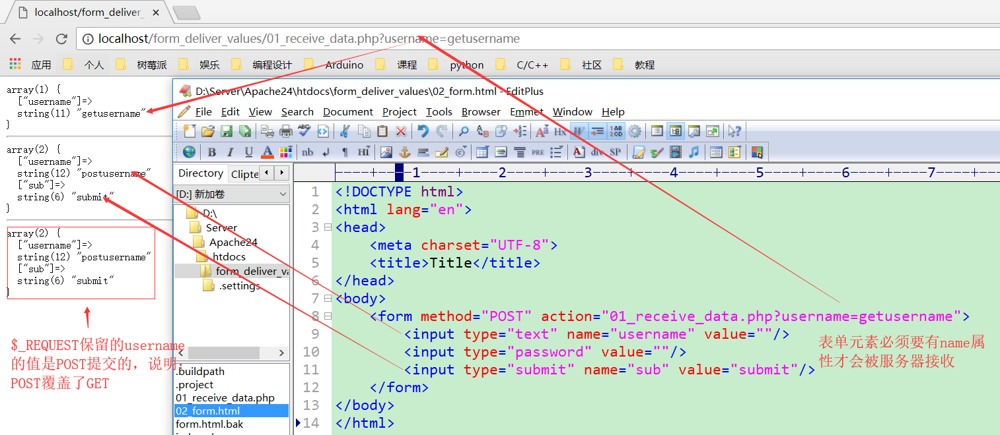 localhost/form_deliver_
localhost/form_deliver_values/01_receive_data.php?username=getusername
应用 个人 树莓派 娱乐 编程设计 Arduino 课程 python C/C++ 社区 教程
array(1) {
["username"]=>
string(11) "getusername"
}
array(2) {
["username"]=>
string(12) "postusername"
["sub"]=>
string(6) "submit"
}
array(2) {
["username"]=>
string(12) "postusername"
["sub"]=>
string(6) "submit"
}
$_REQUEST保留的username
的值是POST提交的，说明：
POST覆盖了GET
D:\Server\Apache24\htdocs\form_deliver_values\02_form.html - EditPlus
File Edit View Search Document Project Tools Browser Emmet Window Help
Directory Clipte
[D:] 新加卷
D:\
Server
Apache24
htdocs
form_deliver_va
.settings
.buildpath
.project
01_receive_data.php
02_form.html
form.html.bak
----+----1----+----2----+----3----+----4----+----5----+----6----+----7----+--
1 <!DOCTYPE html>
2 <html lang="en">
3 <head>
4 <meta charset="UTF-8">
5 <title>Title</title>
6 </head>
7 <body>
8 <form method="POST" action="01_receive_data.php?username=getusername">
9 <input type="text" name="username" value=""/>
10 <input type="password" value=""/>
11 <input type="submit" name="sub" value="submit"/>
12 </form>
13 </body>
14 </html>
表单元素必须要有name属
性才会被服务器接收